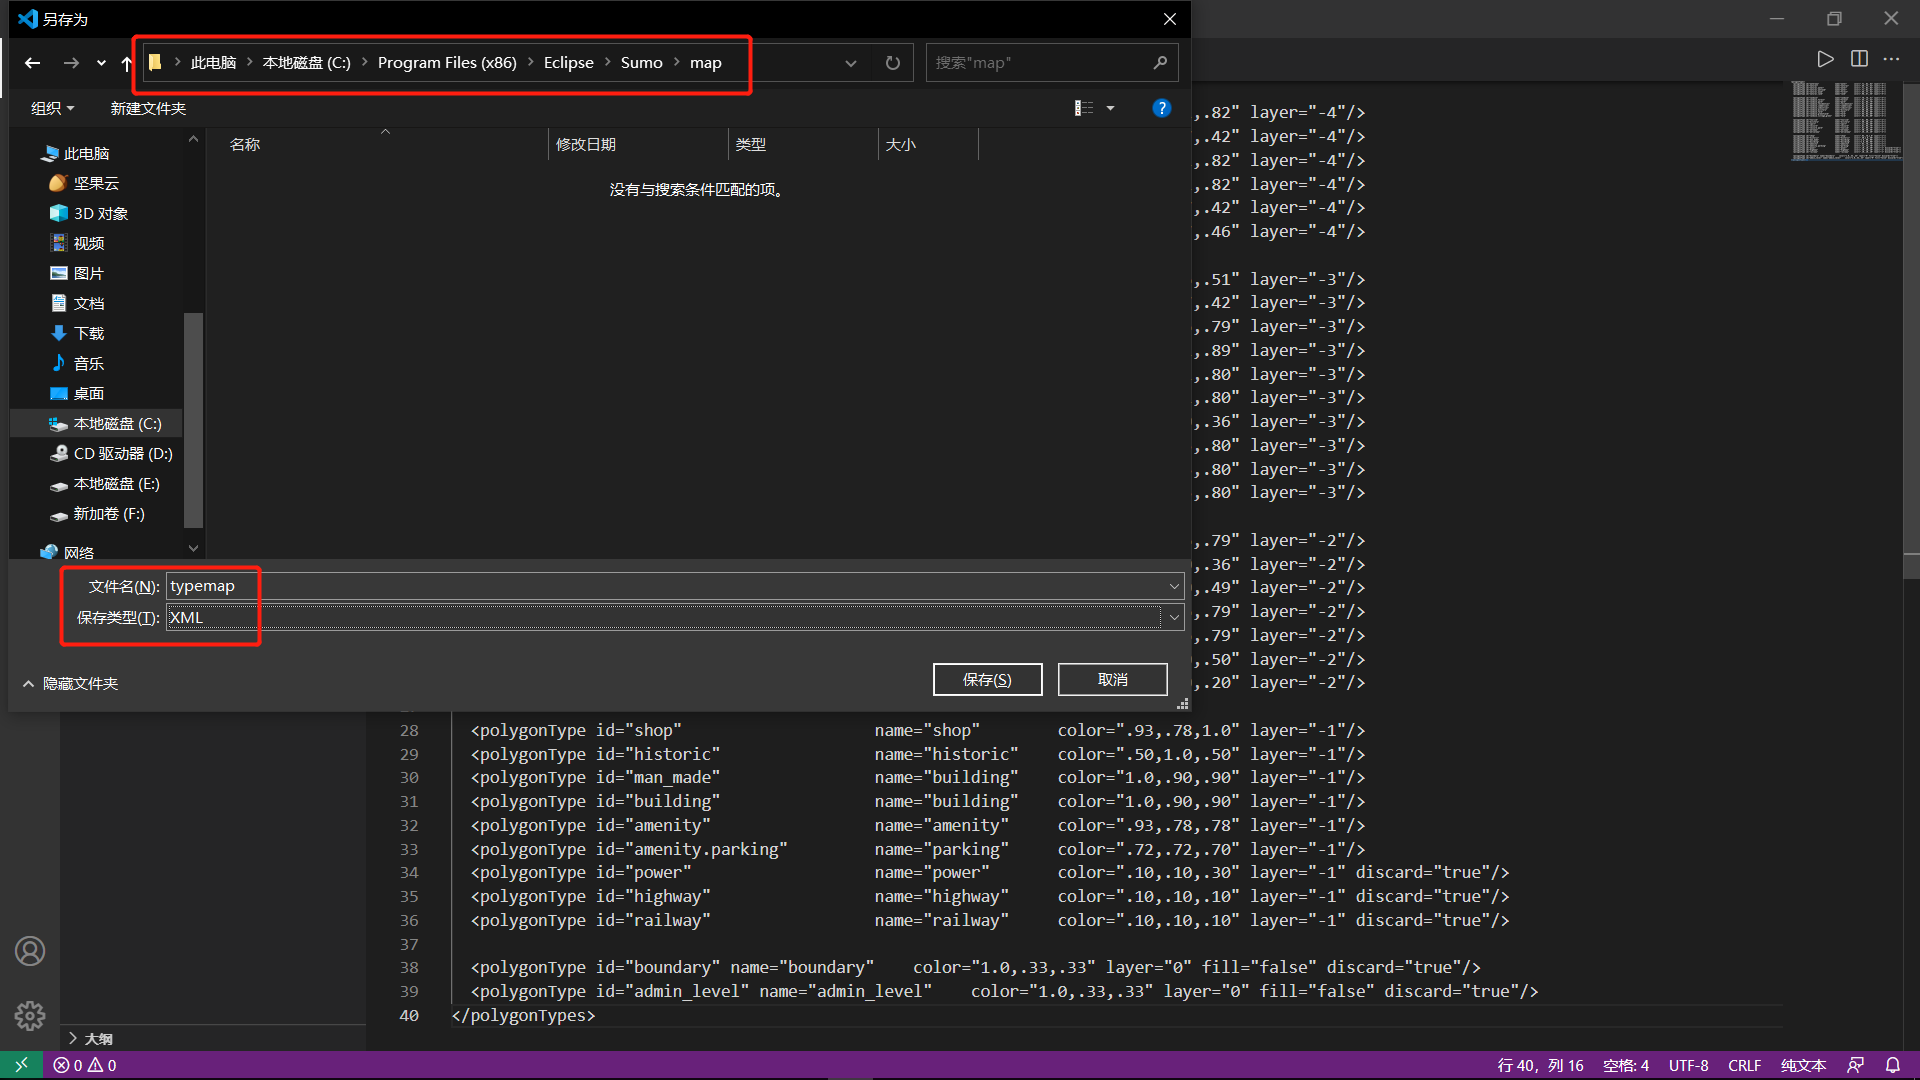 另存为
此电脑 本地磁盘 (C:) Program Files (x86) Eclipse Sumo map
搜索"map"
组织
新建文件夹
名称 修改日期 类型 大小
没有与搜索条件匹配的项。
此电脑
坚果云
3D 对象
视频
图片
文档
下载
音乐
桌面
本地磁盘 (C:)
CD 驱动器 (D:)
本地磁盘 (E:)
新加卷 (F:)
网络
文件名(N): typemap
保存类型(T): XML
隐藏文件夹
保存(S) 取消
,.82" layer="-4"/>
,.42" layer="-4"/>
,.82" layer="-4"/>
,.82" layer="-4"/>
,.42" layer="-4"/>
,.46" layer="-4"/>
,.51" layer="-3"/>
,.42" layer="-3"/>
,.79" layer="-3"/>
,.89" layer="-3"/>
,.80" layer="-3"/>
,.80" layer="-3"/>
,.36" layer="-3"/>
,.80" layer="-3"/>
,.80" layer="-3"/>
,.80" layer="-3"/>
,.79" layer="-2"/>
,.36" layer="-2"/>
,.49" layer="-2"/>
,.79" layer="-2"/>
,.79" layer="-2"/>
,.50" layer="-2"/>
,.20" layer="-2"/>
28 <polygonType id="shop" name="shop" color=".93,.78,1.0" layer="-1"/>
29 <polygonType id="historic" name="historic" color=".50,1.0,.50" layer="-1"/>
30 <polygonType id="man_made" name="building" color="1.0,.90,.90" layer="-1"/>
31 <polygonType id="building" name="building" color="1.0,.90,.90" layer="-1"/>
32 <polygonType id="amenity" name="amenity" color=".93,.78,.78" layer="-1"/>
33 <polygonType id="amenity.parking" name="parking" color=".72,.72,.70" layer="-1"/>
34 <polygonType id="power" name="power" color=".10,.10,.30" layer="-1" discard="true"/>
35 <polygonType id="highway" name="highway" color=".10,.10,.10" layer="-1" discard="true"/>
36 <polygonType id="railway" name="railway" color=".10,.10,.10" layer="-1" discard="true"/>
37
38 <polygonType id="boundary" name="boundary" color="1.0,.33,.33" layer="0" fill="false" discard="true"/>
39 <polygonType id="admin_level" name="admin_level" color="1.0,.33,.33" layer="0" fill="false" discard="true"/>
40 </polygonTypes>
大纲
0 0
行 40，列 16 空格: 4 UTF-8 CRLF 纯文本